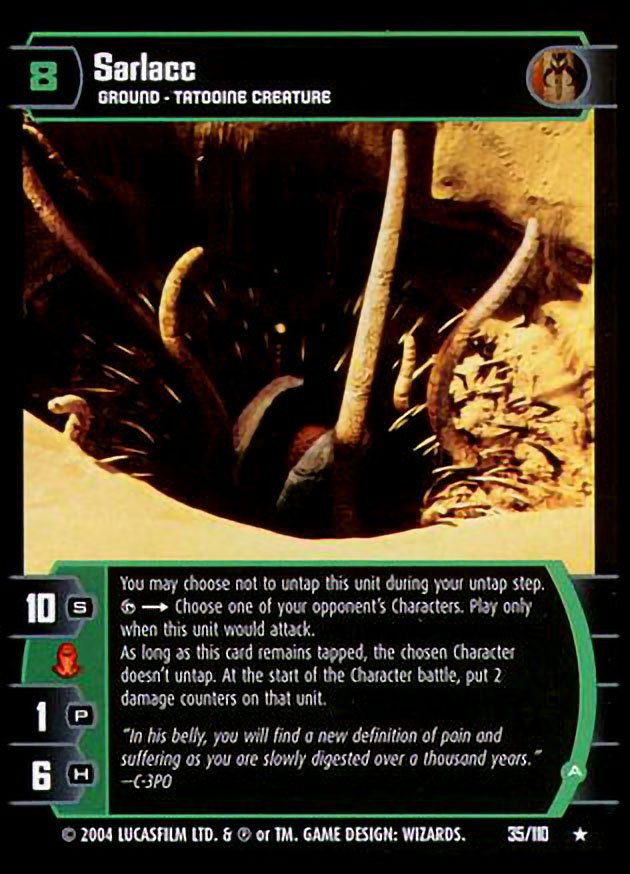 8
Sarlacc
GROUND - TATOOINE CREATURE
You may choose not to untap this unit during your untap step.
→ Choose one of your opponent's Characters. Play only
when this unit would attack.
As long as this card remains tapped, the chosen Character
doesn't untap. At the start of the Character battle, put 2
damage counters on that unit.
"In his belly, you will find a new definition of pain and
suffering as you are slowly digested over a thousand years."
—C-3PO
10 S
1 P
6 H
A
© 2004 LUCASFILM LTD. & ® or TM. GAME DESIGN: WIZARDS. 35/110 ★